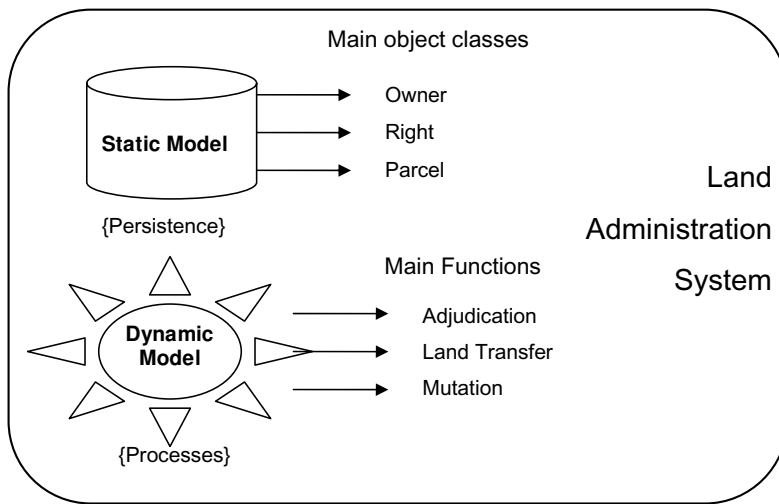 Main object classes
Owner
Static Model
Right
Parcel
{Persistence}
Land
Administration
System
Main Functions
Dynamic
Model
Adjudication
Land Transfer
Mutation
{Processes}